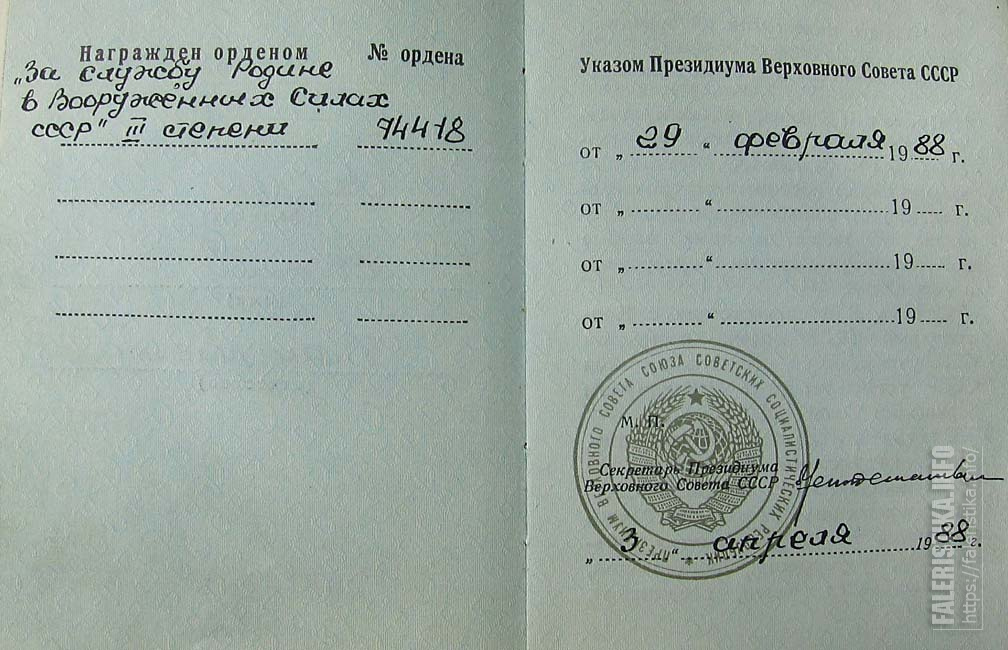 Награжден орденом № ордена
„За службу Родине
в Вооружённых Силах
СССР" III степени 74418
Указом Президиума Верховного Совета СССР
от „ 29 “ февраля 1988 г.
от „ “ 19 г.
от „ “ 19 г.
от „ “ 19 г.
ПРЕЗИДИУМ ВЕРХОВНОГО СОВЕТА СОЮЗА СОВЕТСКИХ СОЦИАЛИСТИЧЕСКИХ РЕСПУБЛИК
М. П.
Секретарь Президиума
Верховного Совета СССР
„ 3 “ апреля 1988 г.
FALERISTIKA.INFO
https://faleristika.info/